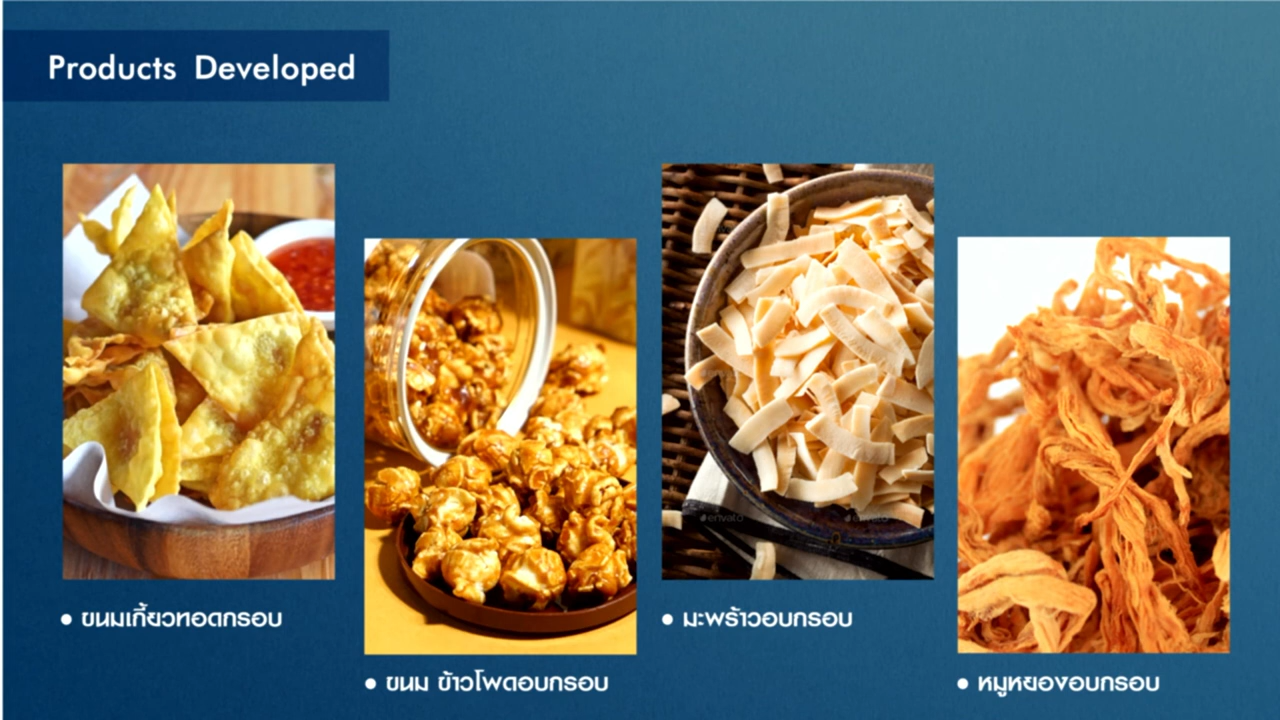 Products Developed
envato
envato
• ขนมเกี๊ยวทอดกรอบ
• ขนม ข้าวโพดอบกรอบ
• มะพร้าวอบกรอบ
• หมูหยองอบกรอบ